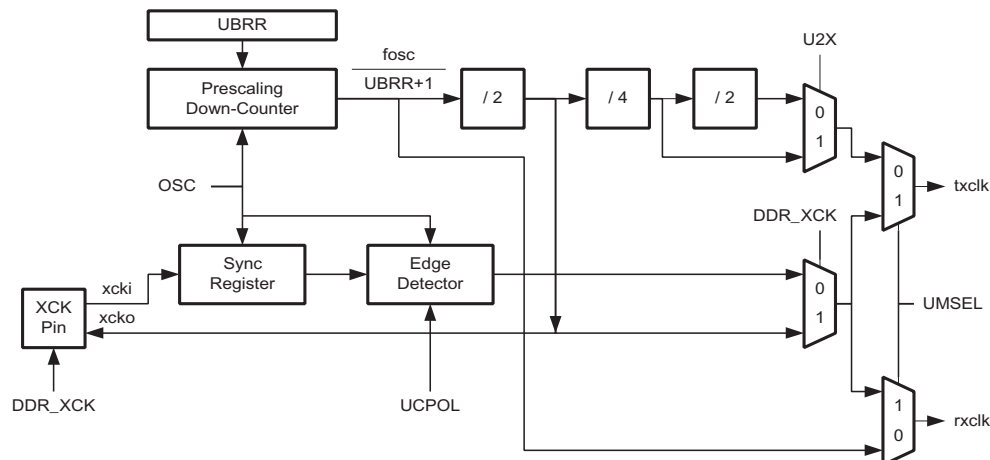 UBRR
fosc
UBRR+1
U2X
Prescaling
Down-Counter
/ 2
/ 4
/ 2
0
1
OSC
0
1
txclk
DDR_XCK
Sync
Register
Edge
Detector
xcki
0
1
XCK
Pin
xcko
UMSEL
DDR_XCK
UCPOL
1
0
rxclk